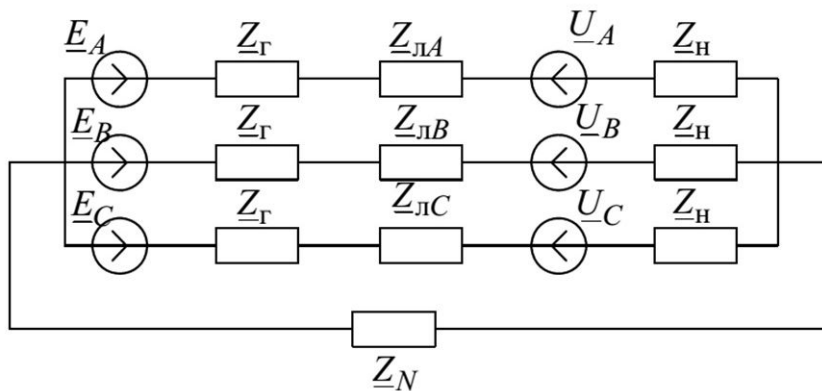 E_A Z_г Z_лA U_A Z_н
E_B Z_г Z_лB U_B Z_н
E_C Z_г Z_лC U_C Z_н
Z_N